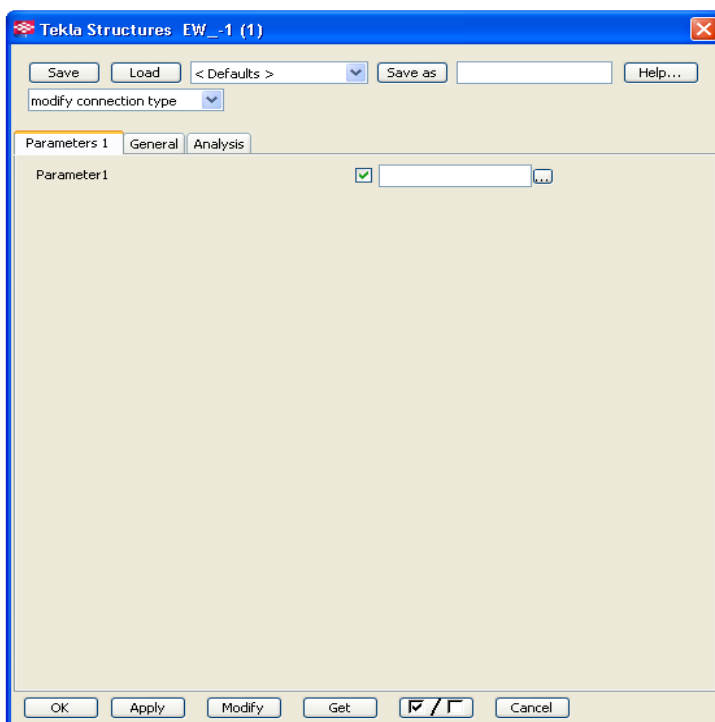 Tekla Structures EW_-1 (1)
Save Load < Defaults > Save as Help...
modify connection type
Parameters 1 General Analysis
Parameter1 ...
OK Apply Modify Get / Cancel